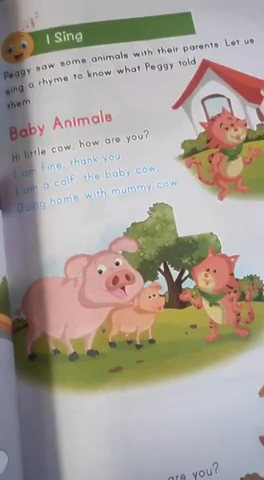 I Sing
Peggy saw some animals with their parents. Let us
sing a rhyme to know what Peggy told
them.
Baby Animals
Hi little cow, how are you?
I am fine, thank you.
I am a calf, the baby cow,
Going home with mummy cow.
are you?